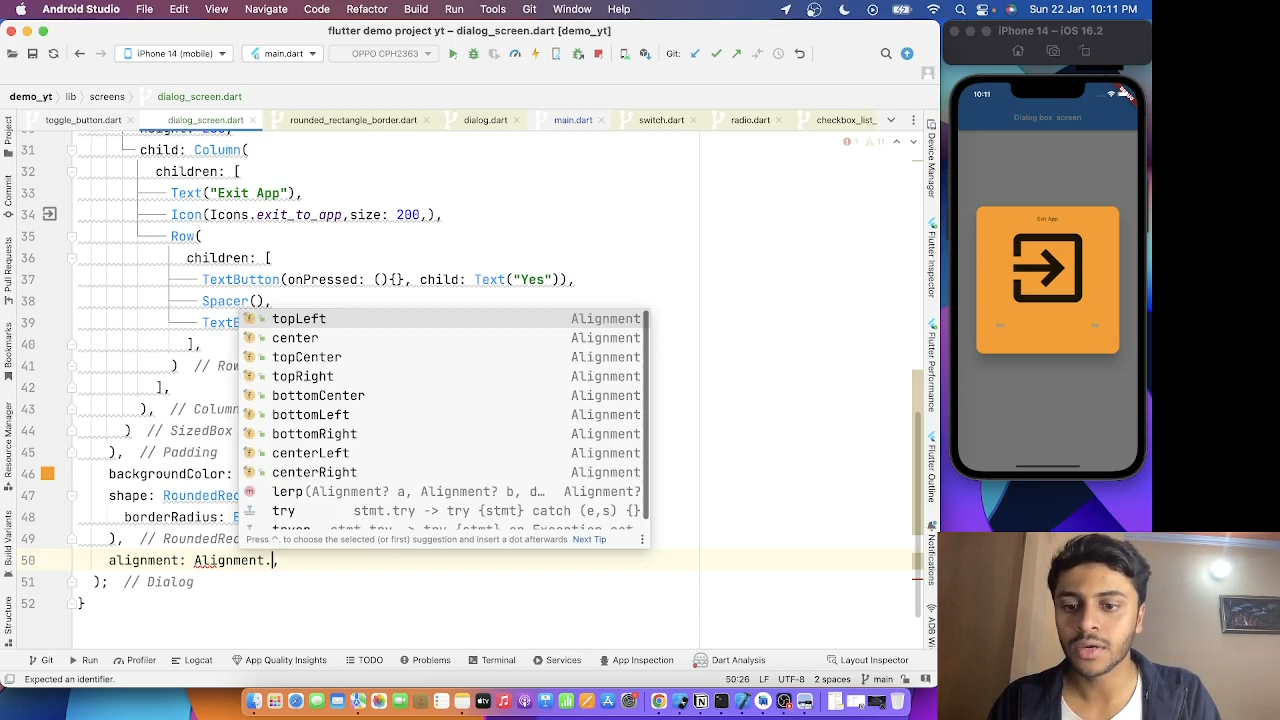 Android Studio File Edit View Navigate Code Refactor Build Run Tools Git Window Help
Sun 22 Jan 10:11 PM
flutter demo project yt – dialog_screen.dart [demo_yt]
iPhone 14 – iOS 16.2
iPhone 14 (mobile) main.dart OPPO CPH2363 Git:
demo_yt lib screens dialog_screen.dart
toggle_button.dart dialog_screen.dart rounded_rectangle_border.dart dialog.dart main.dart switch.dart radio.dart checkbox_list_
1 11
31 child: Column(
32 children: [
33 Text("Exit App"),
34 Icon(Icons.exit_to_app,size: 200,),
35 Row(
36 children: [
37 TextButton(onPressed: (){}, child: Text("Yes")),
38 Spacer(),
39 TextB
40 ],
41 ) // Row
42 ],
43 ), // Column
44 ) // SizedBox
45 ), // Padding
46 backgroundColor:
47 shape: RoundedRec
48 borderRadius: B
49 ), // RoundedRec
50 alignment: Alignment.
51 ); // Dialog
52 }
topLeft Alignment
center Alignment
topCenter Alignment
topRight Alignment
bottomCenter Alignment
bottomLeft Alignment
bottomRight Alignment
centerLeft Alignment
centerRight Alignment
lerp(Alignment? a, Alignment? b, d… Alignment?
try stmt.try -> try {stmt} catch (e,s) {}
Press ^. to choose the selected (or first) suggestion and insert a dot afterwards Next Tip
Project
Commit
Pull Requests
Bookmarks
Resource Manager
Build Variants
Structure
Device Manager
Flutter Inspector
Flutter Performance
Flutter Outline
Notifications
ADB Wi
Git Run Profiler Logcat App Quality Insights TODO Problems Terminal Services App Inspection Dart Analysis Layout Inspector
Expected an identifier. 50:26 LF UTF-8 2 spaces main
10:11
Dialog box screen
Exit App
Yes No